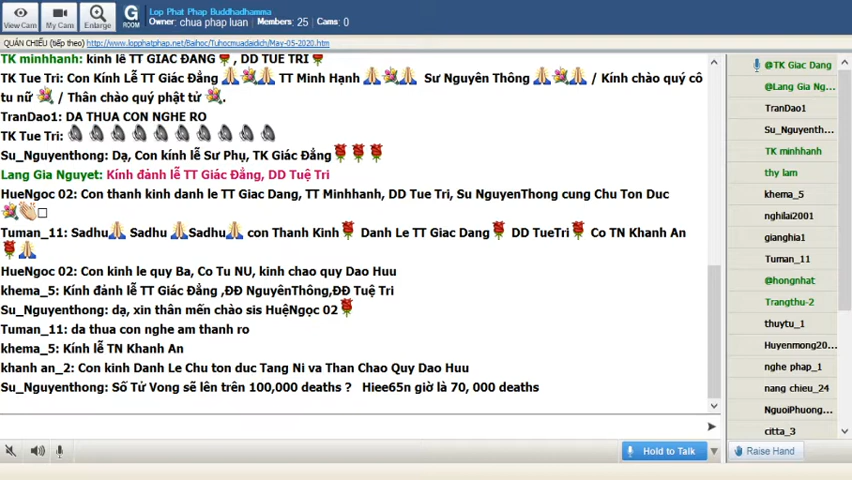 View Cam
My Cam
Enlarge
G
ROOM
Lop Phat Phap Buddhadhamma
Owner: chua phap luan Members: 25 Cams: 0
QUÁN CHIẾU (tiếp theo) http://www.lopphatphap.net/Baihoc/Tuhocmuadaidich/May-05-2020.htm
TK minhhanh: kinh lê TT GIAC ĐANG, DD TUE TRI
TK Tue Tri: Con Kính Lễ TT Giác Đẳng TT Minh Hạnh Sư Nguyên Thông / Kính chào quý cô
tu nữ / Thân chào quý phật tử .
TranDao1: DA THUA CON NGHE RO
TK Tue Tri:
Su_Nguyenthong: Dạ, Con kính lễ Sư Phụ, TK Giác Đẳng
Lang Gia Nguyet: Kính đảnh lễ TT Giác Đẳng, DD Tuệ Trị
HueNgoc 02: Con thanh kinh danh le TT Giac Dang, TT Minhhanh, DD Tue Tri, Su NguyenThong cung Chu Ton Duc
Tuman_11: Sadhu Sadhu Sadhu con Thanh Kinh Danh Le TT Giac Dang DD TueTri Co TN Khanh An
HueNgoc 02: Con kinh le quy Ba, Co Tu NU, kinh chao quy Dao Huu
khema_5: Kính đảnh lễ TT Giác Đẳng ,ĐĐ NguyênThông,ĐĐ Tuệ Trí
Su_Nguyenthong: dạ, xin thân mến chào sis HuệNgọc 02
Tuman_11: da thua con nghe am thanh ro
khema_5: Kính lễ TN Khanh An
khanh an_2: Con kinh Danh Le Chu ton duc Tang Ni va Than Chao Quy Dao Huu
Su_Nguyenthong: Số Tử Vong sẽ lên trên 100,000 deaths ? Hiee65n giờ là 70, 000 deaths
@TK Giac Dang
@Lang Gia Ng...
TranDao1
Su_Nguyenth...
TK minhhanh
thy lam
khema_5
nghilai2001
gianghia1
Tuman_11
@hongnhat
Trangthu-2
thuytu_1
Huyenmong20...
nghe phap_1
nang chieu_24
NguoiPhuong...
citta_3
Hold to Talk
Raise Hand